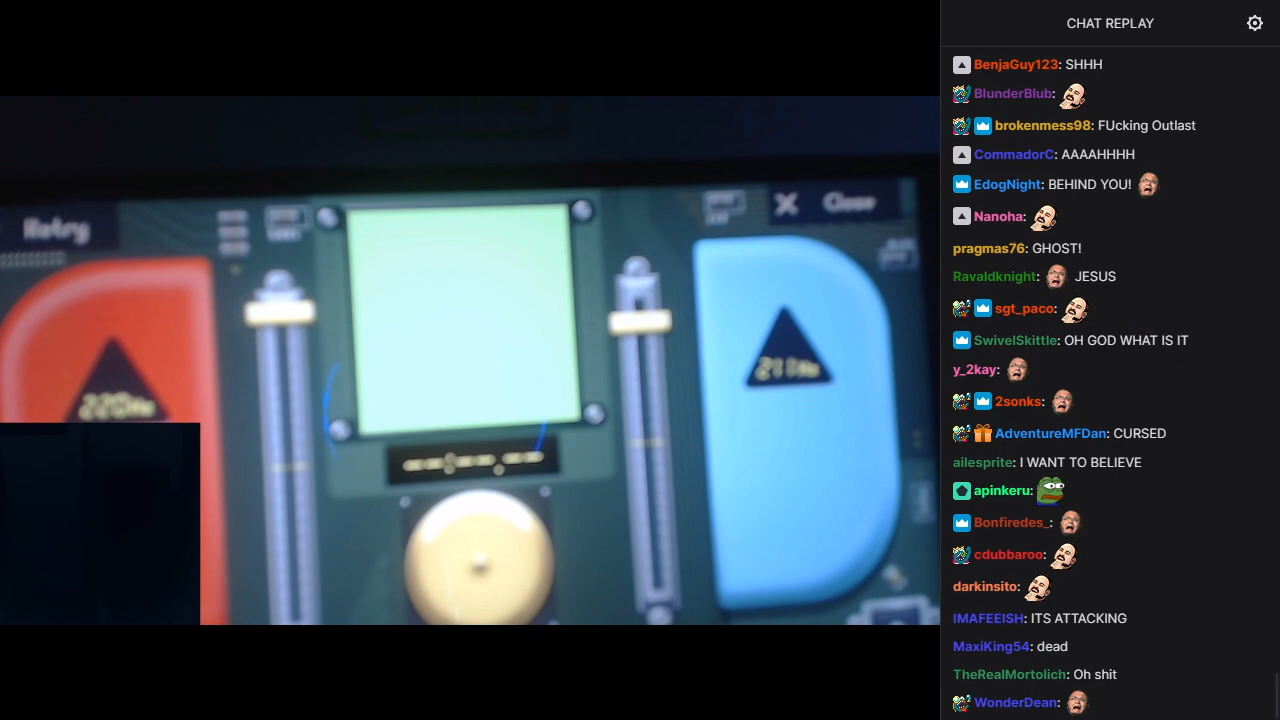 CHAT REPLAY
Retry
Close
220Hz
211Hz
BenjaGuy123: SHHH
BlunderBlub:
brokenmess98: FUcking Outlast
CommadorC: AAAAHHHH
EdogNight: BEHIND YOU!
Nanoha:
pragmas76: GHOST!
Ravaldknight: JESUS
sgt_paco:
SwivelSkittle: OH GOD WHAT IS IT
y_2kay:
2sonks:
AdventureMFDan: CURSED
ailesprite: I WANT TO BELIEVE
apinkeru:
Bonfiredes_:
cdubbaroo:
darkinsito:
IMAFEEISH: ITS ATTACKING
MaxiKing54: dead
TheRealMortolich: Oh shit
WonderDean: